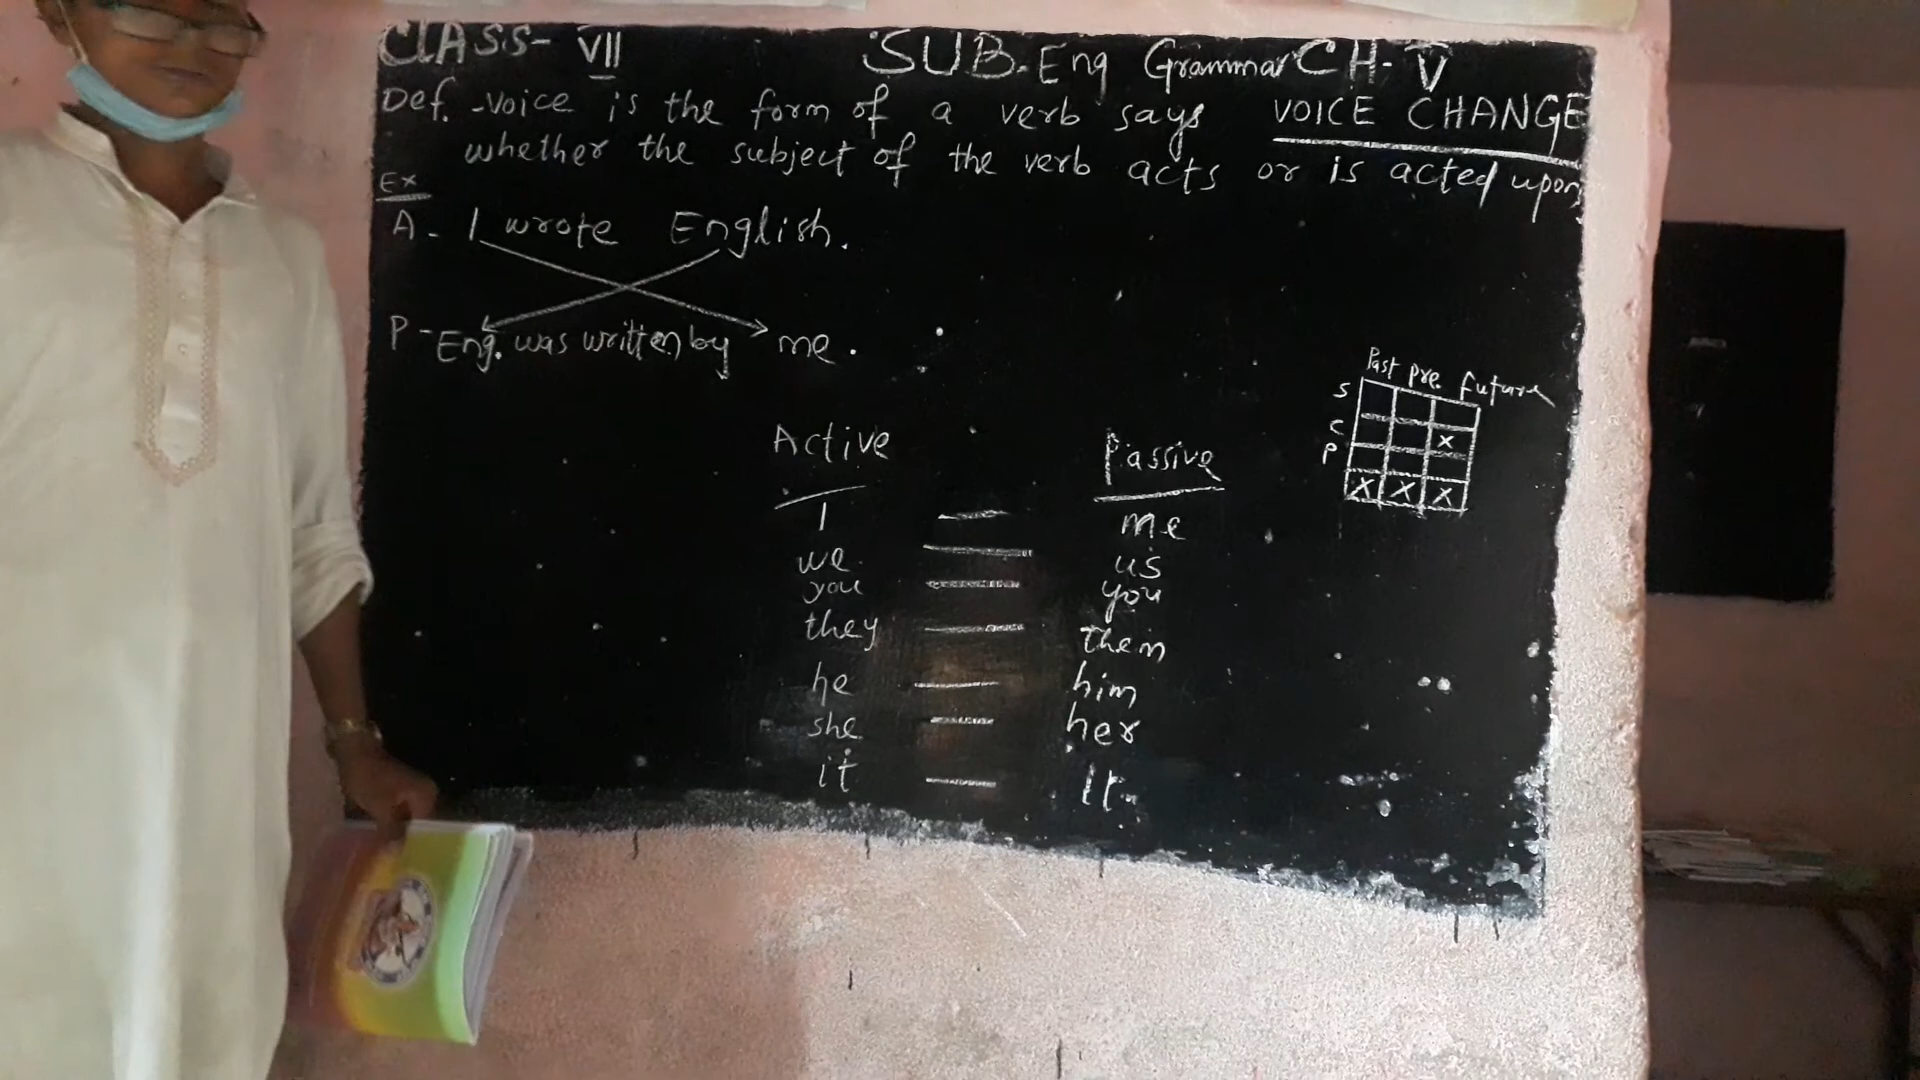 CLASS- VII SUB. Eng Grammar CH- V
Def. -voice is the form of a verb says VOICE CHANGE
whether the subject of the verb acts or is acted upon
Ex
A - I wrote English.
P - Eng. was written by me.
Past pre. future
S
C X
P
X X X
Active Passive
I — me
we — us
you — you
they — them
he — him
she — her
it — It